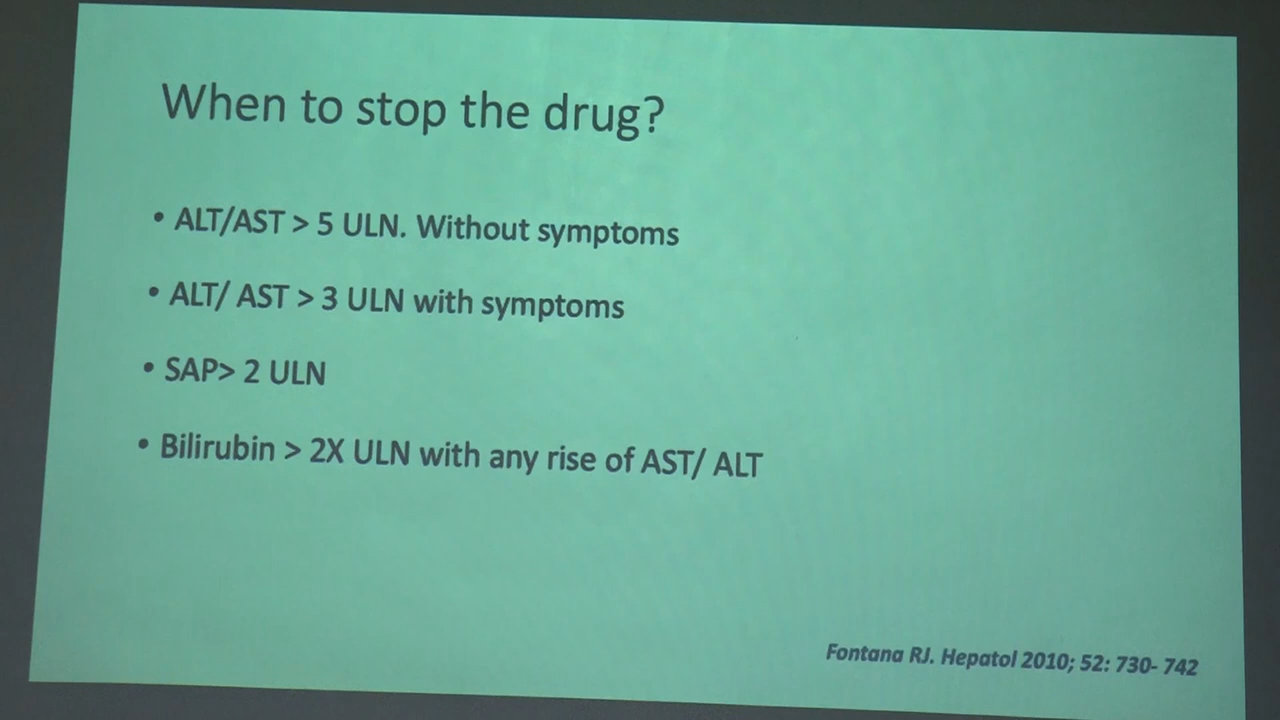 When to stop the drug?
• ALT/AST > 5 ULN. Without symptoms
• ALT/ AST > 3 ULN with symptoms
• SAP> 2 ULN
• Bilirubin > 2X ULN with any rise of AST/ ALT
Fontana RJ. Hepatol 2010; 52: 730- 742